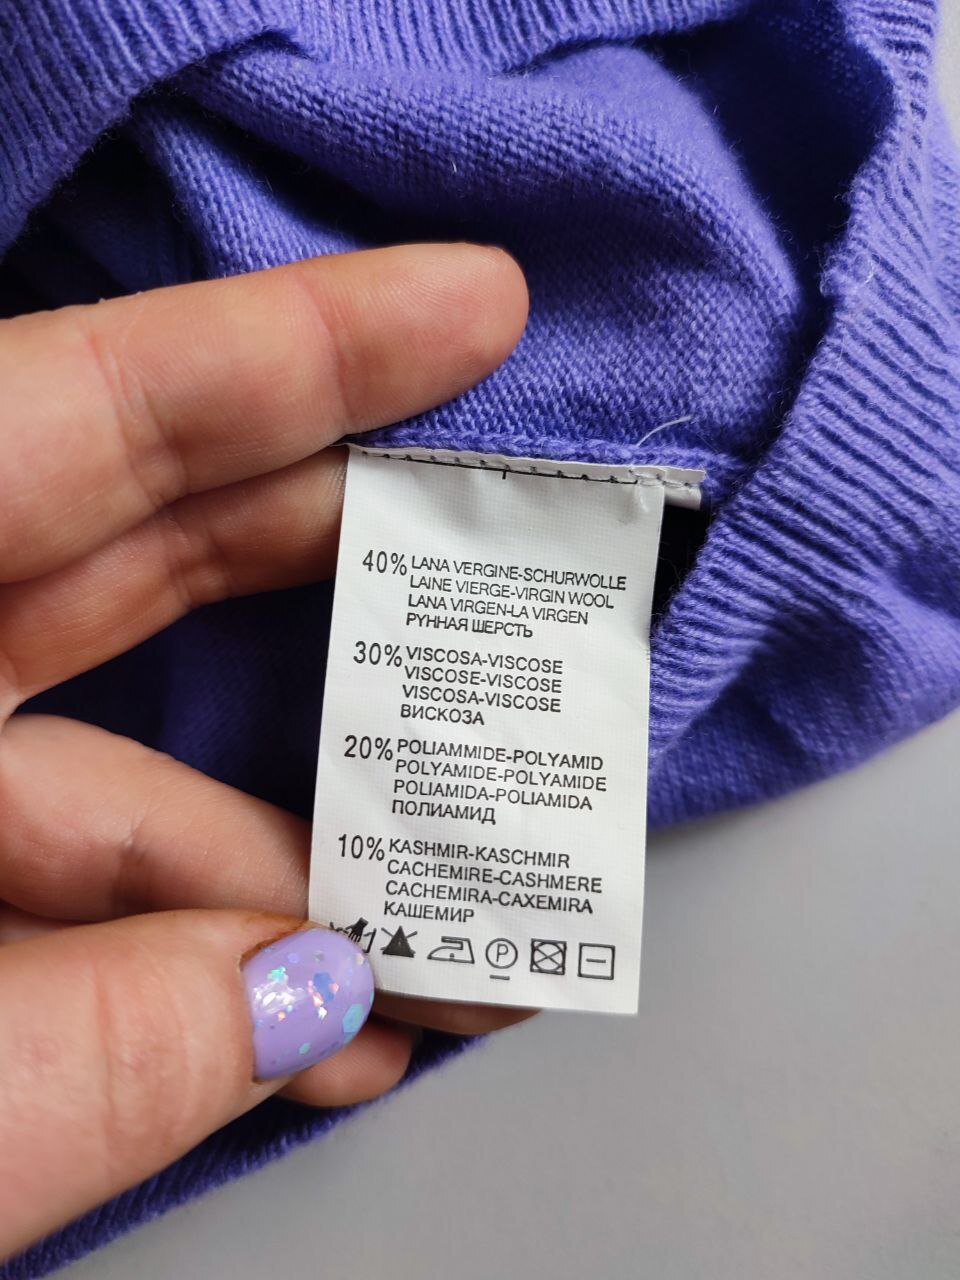 40% LANA VERGINE-SCHURWOLLE
LAINE VIERGE-VIRGIN WOOL
LANA VIRGEN-LA VIRGEN
РУННАЯ ШЕРСТЬ
30% VISCOSA-VISCOSE
VISCOSE-VISCOSE
VISCOSA-VISCOSE
ВИСКОЗА
20% POLIAMMIDE-POLYAMID
POLYAMIDE-POLYAMIDE
POLIAMIDA-POLIAMIDA
ПОЛИАМИД
10% KASHMIR-KASCHMIR
CACHEMIRE-CASHMERE
CACHEMIRA-CAXEMIRA
КАШЕМИР
P